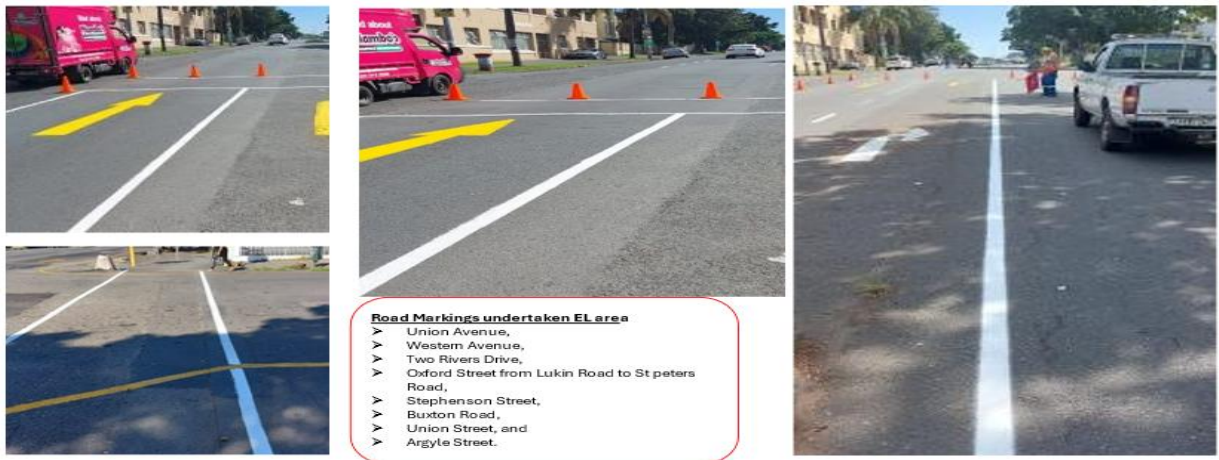 Road Markings undertaken EL area
➢ Union Avenue,
➢ Western Avenue,
➢ Two Rivers Drive,
➢ Oxford Street from Lukin Road to St peters
Road,
➢ Stephenson Street,
➢ Buxton Road,
➢ Union Street, and
➢ Argyle Street.